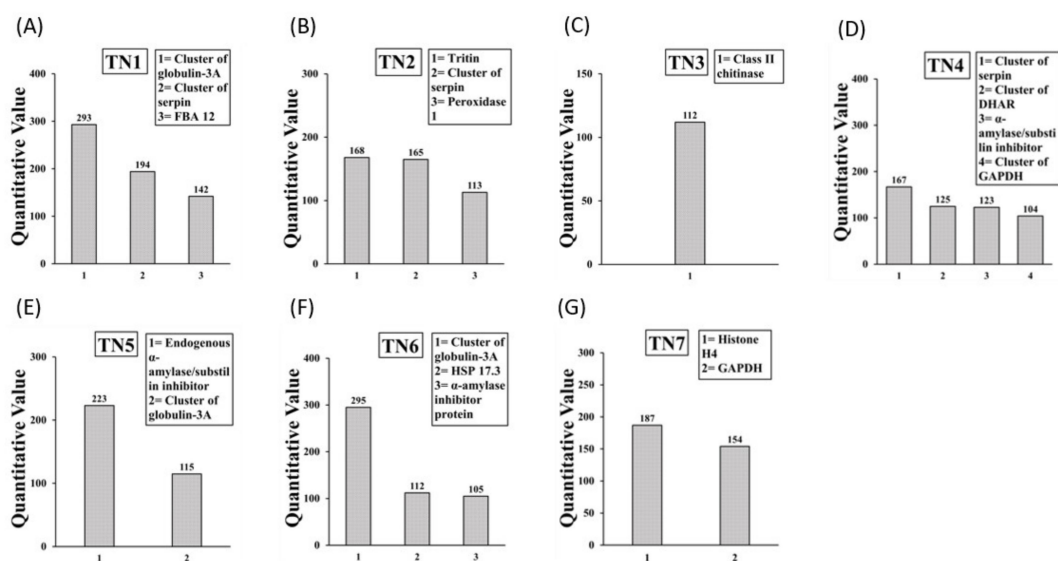 (A)
TN1
1= Cluster of
globulin-3A
2= Cluster of
serpin
3= FBA 12
Quantitative Value
400
300
200
100
0
293
194
142
1
2
3
(B)
TN2
1= Tritin
2= Cluster of
serpin
3= Peroxidase
1
Quantitative Value
300
200
100
0
168
165
113
1
2
3
(C)
TN3
1= Class II
chitinase
Quantitative Value
150
100
50
0
112
1
(D)
TN4
1= Cluster of
serpin
2= Cluster of
DHAR
3= α-
amylase/substi
lin inhibitor
4= Cluster of
GAPDH
Quantitative Value
400
300
200
100
0
167
125
123
104
1
2
3
4
(E)
TN5
1= Endogenous
α-
amylase/substil
in inhibitor
2= Cluster of
globulin-3A
Quantitative Value
300
200
100
0
223
115
1
2
(F)
TN6
1= Cluster of
globulin-3A
2= HSP 17.3
3= α-amylase
inhibitor
protein
Quantitative Value
400
300
200
100
0
295
112
105
1
2
3
(G)
TN7
1= Histone
H4
2= GAPDH
Quantitative Value
300
250
200
150
100
50
0
187
154
1
2